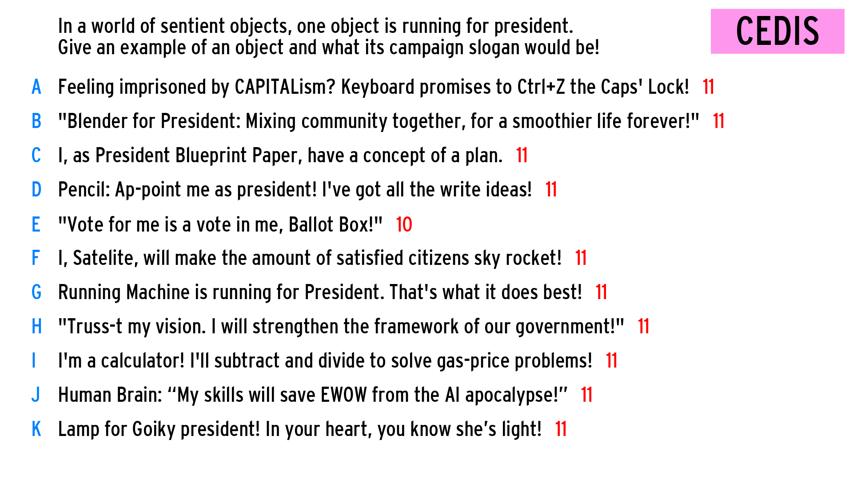 In a world of sentient objects, one object is running for president.
Give an example of an object and what its campaign slogan would be!
CEDIS
A Feeling imprisoned by CAPITALism? Keyboard promises to Ctrl+Z the Caps' Lock! 11
B "Blender for President: Mixing community together, for a smoothier life forever!" 11
C I, as President Blueprint Paper, have a concept of a plan. 11
D Pencil: Ap-point me as president! I've got all the write ideas! 11
E "Vote for me is a vote in me, Ballot Box!" 10
F I, Satelite, will make the amount of satisfied citizens sky rocket! 11
G Running Machine is running for President. That's what it does best! 11
H "Truss-t my vision. I will strengthen the framework of our government!" 11
I I'm a calculator! I'll subtract and divide to solve gas-price problems! 11
J Human Brain: “My skills will save EWOW from the AI apocalypse!” 11
K Lamp for Goiky president! In your heart, you know she’s light! 11